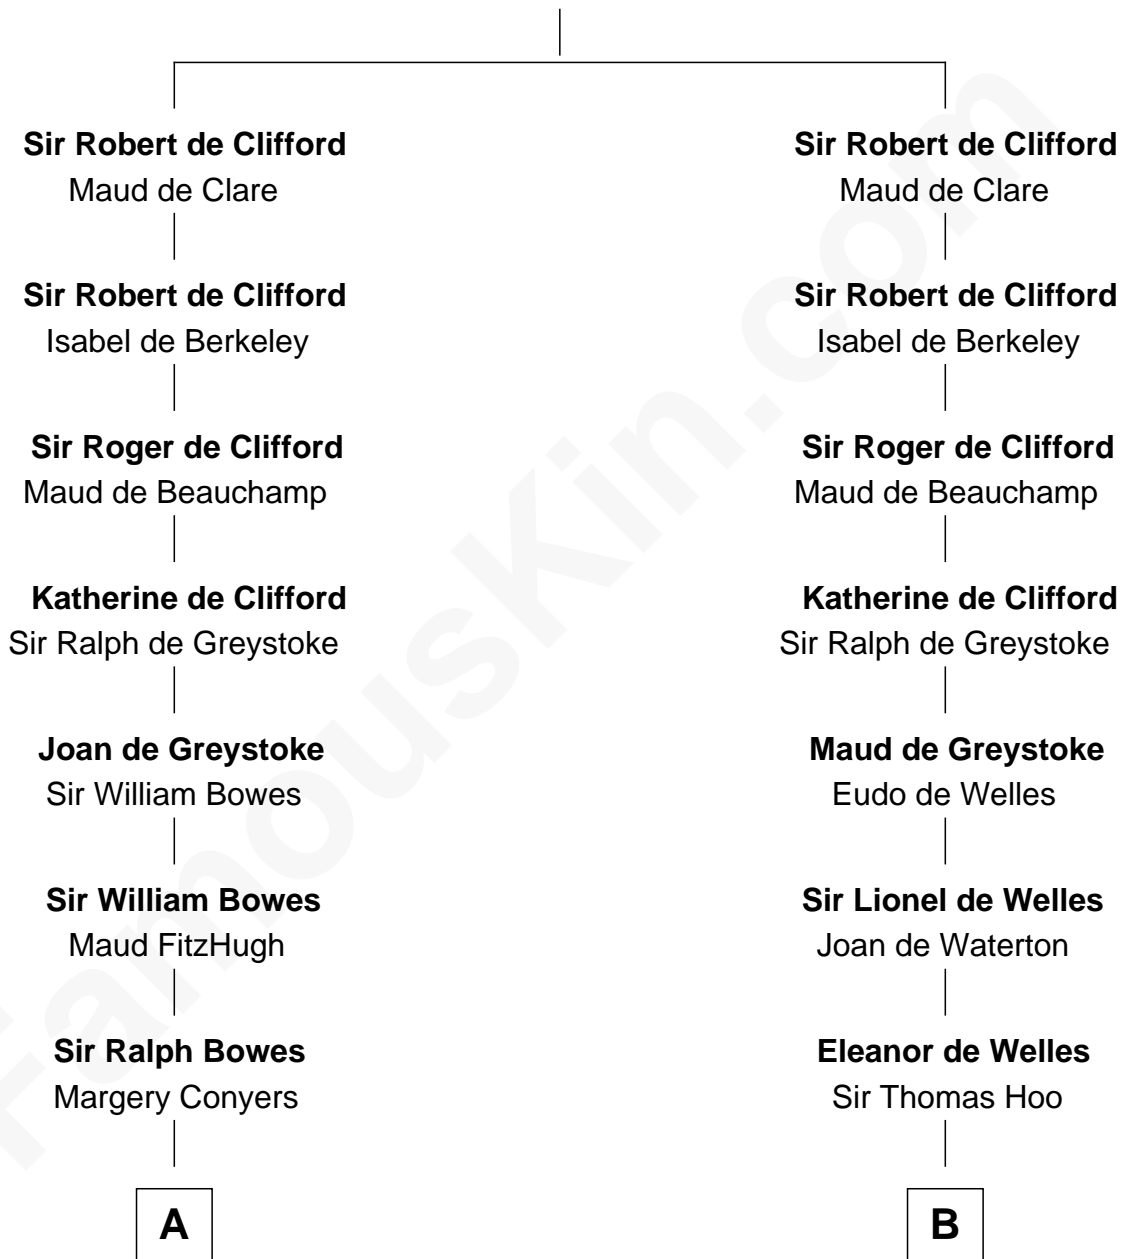 Sir Robert de Clifford
Maud de Clare
Sir Robert de Clifford
Isabel de Berkeley
Sir Roger de Clifford
Maud de Beauchamp
Katherine de Clifford
Sir Ralph de Greystoke
Joan de Greystoke
Sir William Bowes
Sir William Bowes
Maud FitzHugh
Sir Ralph Bowes
Margery Conyers
A
Sir Robert de Clifford
Maud de Clare
Sir Robert de Clifford
Isabel de Berkeley
Sir Roger de Clifford
Maud de Beauchamp
Katherine de Clifford
Sir Ralph de Greystoke
Maud de Greystoke
Eudo de Welles
Sir Lionel de Welles
Joan de Waterton
Eleanor de Welles
Sir Thomas Hoo
B
FamousKin.com